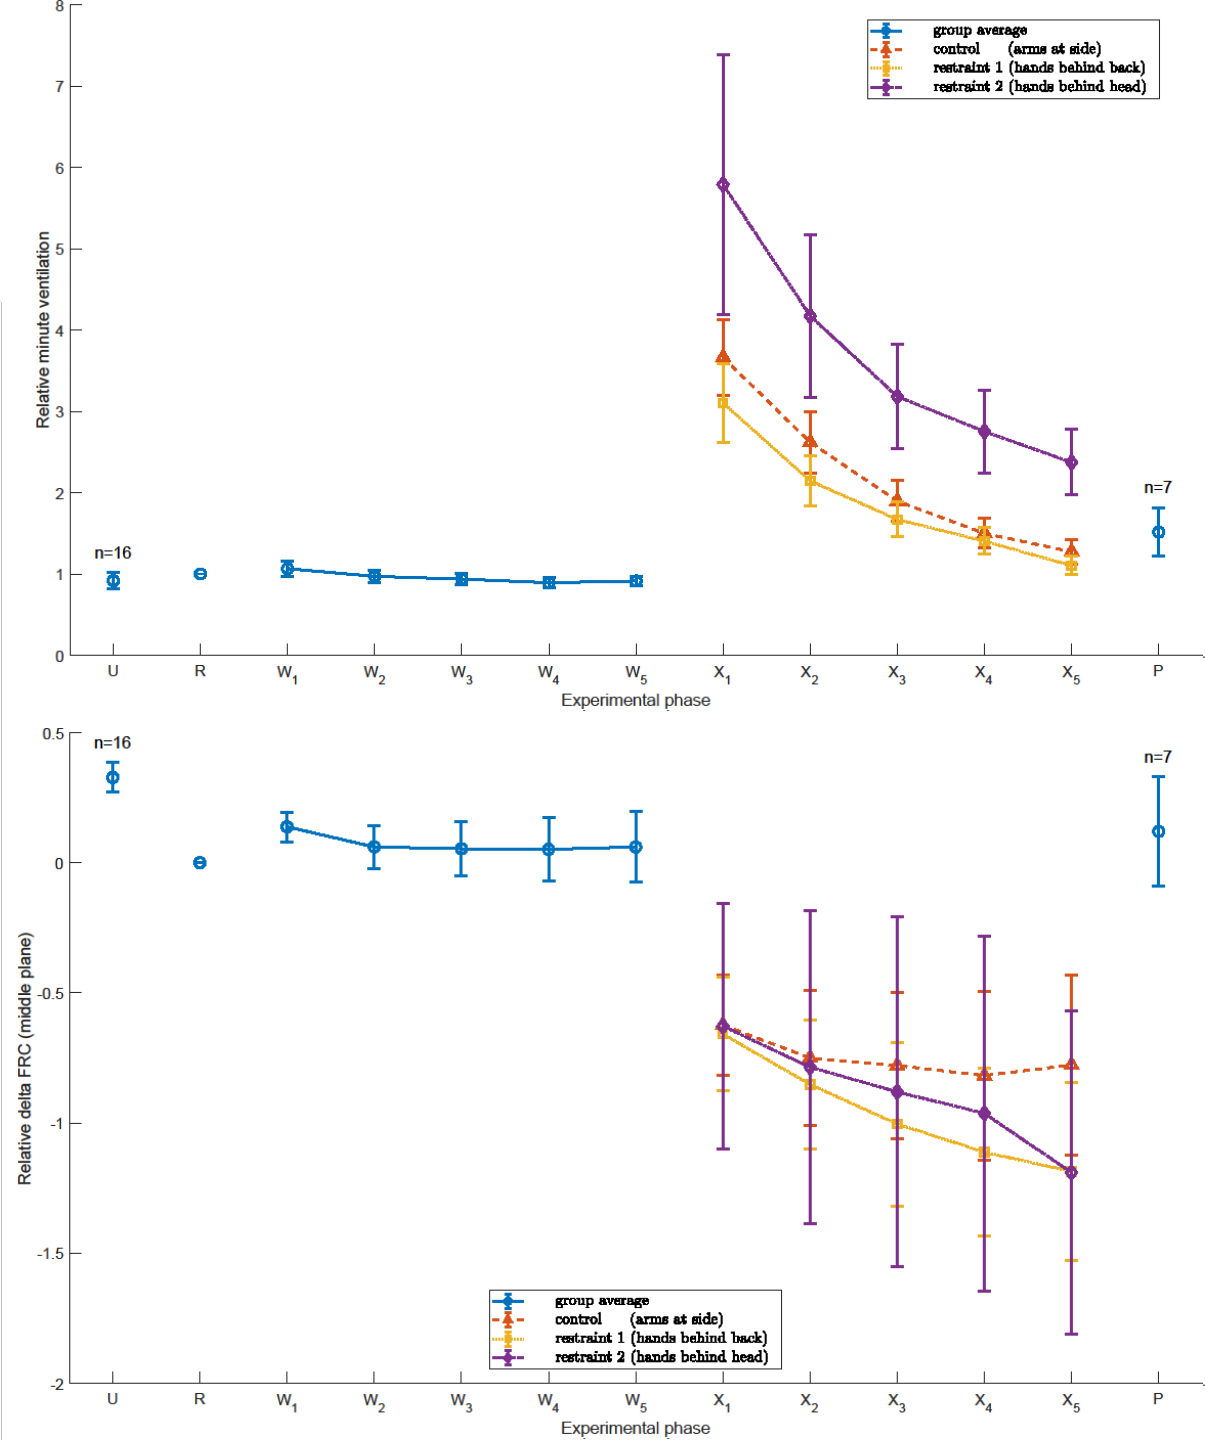 8
7
6
5
4
3
2
1
0
Relative minute ventilation
group average
control (arms at side)
restraint 1 (hands behind back)
restraint 2 (hands behind head)
n=16
n=7
U R W1 W2 W3 W4 W5 X1 X2 X3 X4 X5 P
Experimental phase
0.5
0
-0.5
-1
-1.5
-2
Relative delta FRC (middle plane)
n=16
n=7
group average
control (arms at side)
restraint 1 (hands behind back)
restraint 2 (hands behind head)
U R W1 W2 W3 W4 W5 X1 X2 X3 X4 X5 P
Experimental phase